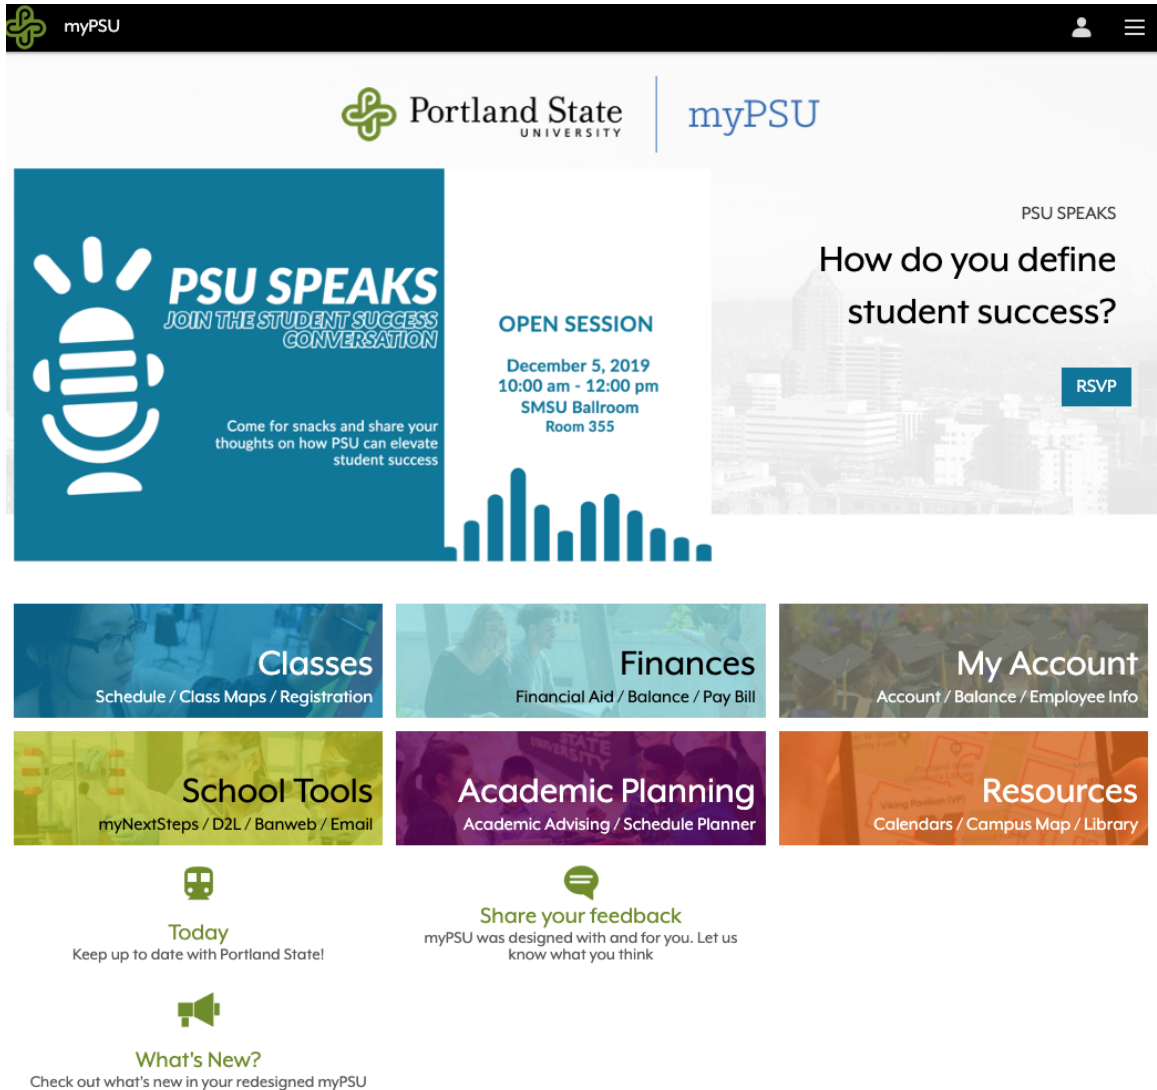 myPSU
Portland State
UNIVERSITY
myPSU
PSU SPEAKS
JOIN THE STUDENT SUCCESS
CONVERSATION
Come for snacks and share your
thoughts on how PSU can elevate
student success
OPEN SESSION
December 5, 2019
10:00 am - 12:00 pm
SMSU Ballroom
Room 355
PSU SPEAKS
How do you define
student success?
RSVP
Classes
Schedule / Class Maps / Registration
Finances
Financial Aid / Balance / Pay Bill
My Account
Account / Balance / Employee Info
School Tools
myNextSteps / D2L / Banweb / Email
STATE
UNIVERSITY
Academic Planning
Academic Advising / Schedule Planner
Viking Pavilion (VP)
Resources
Calendars / Campus Map / Library
Today
Keep up to date with Portland State!
Share your feedback
myPSU was designed with and for you. Let us
know what you think
What's New?
Check out what's new in your redesigned myPSU